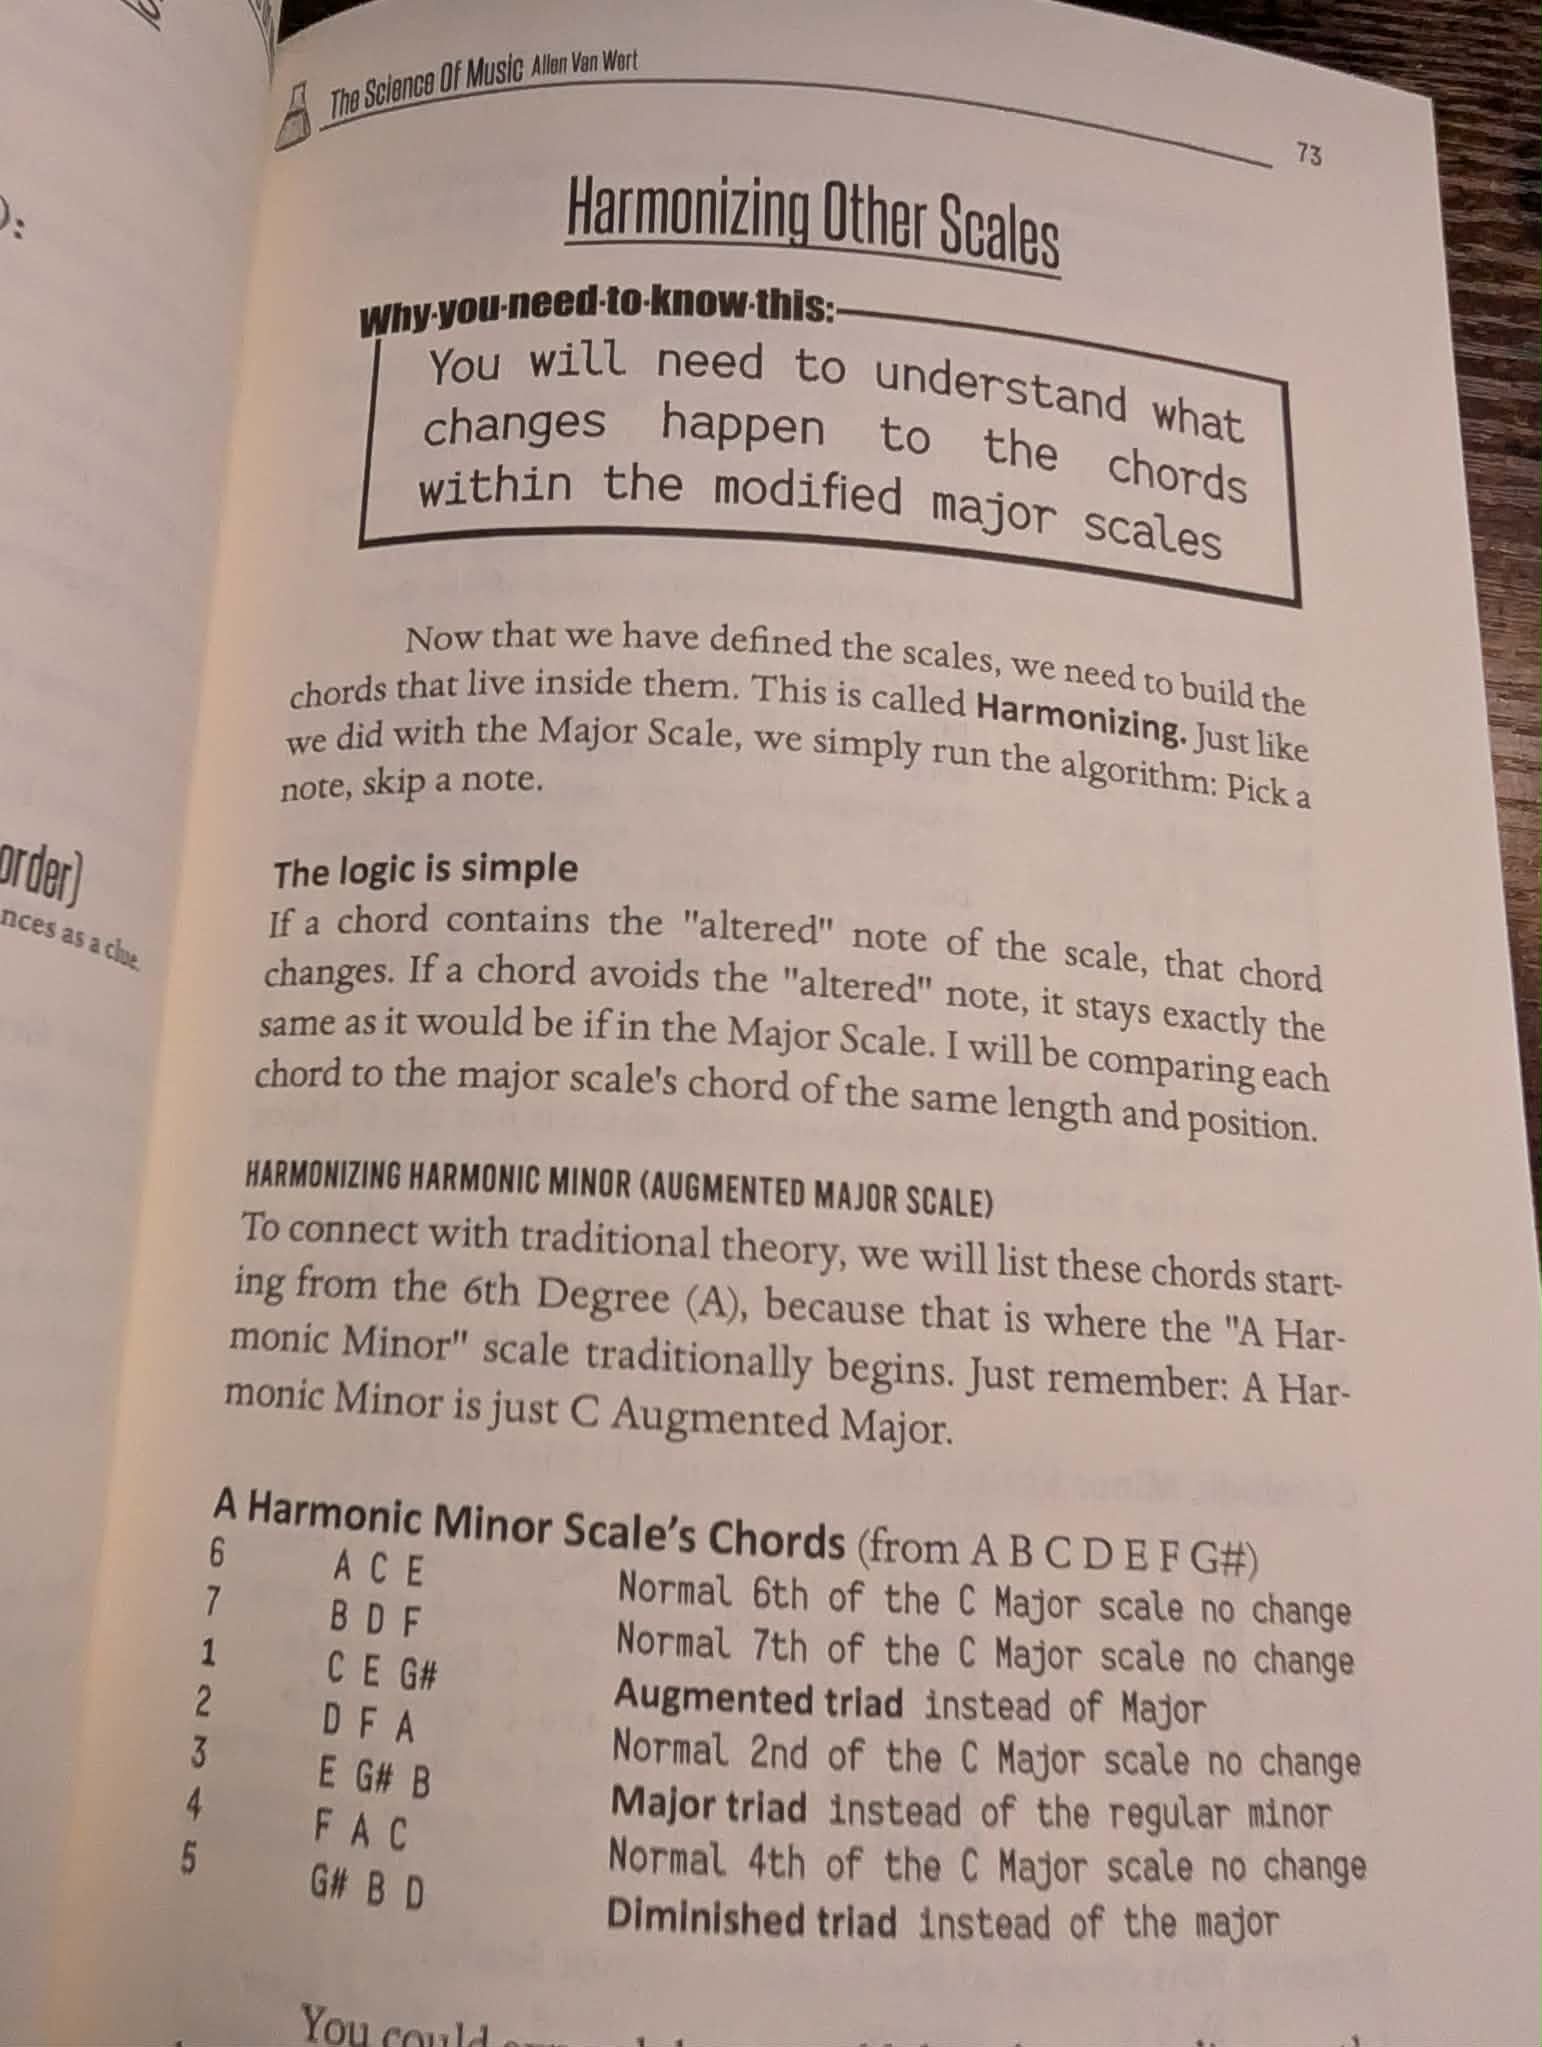 ):
order)
nces as a clue.
The Science Of Music Allen Van Wert
73
Harmonizing Other Scales
Why·you·need·to·know·this:
You will need to understand what
changes happen to the chords
within the modified major scales
Now that we have defined the scales, we need to build the
chords that live inside them. This is called Harmonizing. Just like
we did with the Major Scale, we simply run the algorithm: Pick a
note, skip a note.
The logic is simple
If a chord contains the "altered" note of the scale, that chord
changes. If a chord avoids the "altered" note, it stays exactly the
same as it would be if in the Major Scale. I will be comparing each
chord to the major scale's chord of the same length and position.
HARMONIZING HARMONIC MINOR (AUGMENTED MAJOR SCALE)
To connect with traditional theory, we will list these chords start-
ing from the 6th Degree (A), because that is where the "A Har-
monic Minor" scale traditionally begins. Just remember: A Har-
monic Minor is just C Augmented Major.
A Harmonic Minor Scale's Chords (from A B C D E F G#)
6 A C E Normal 6th of the C Major scale no change
7 B D F Normal 7th of the C Major scale no change
1 C E G# Augmented triad instead of Major
2 D F A Normal 2nd of the C Major scale no change
3 E G# B Major triad instead of the regular minor
4 F A C Normal 4th of the C Major scale no change
5 G# B D Diminished triad instead of the major
You could